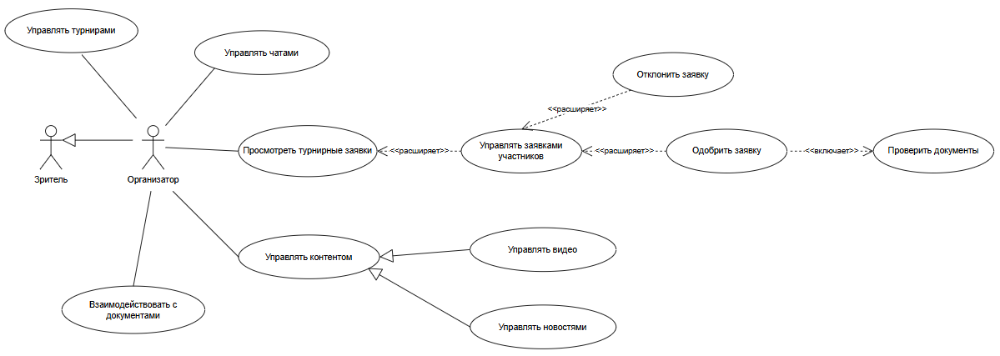 Управлять турнирами
Управлять чатами
Отклонить заявку
<<расширяет>>
Зритель
Организатор
Просмотреть турнирные заявки
<<расширяет>>
Управлять заявками
участников
<<расширяет>>
Одобрить заявку
<<включает>>
Проверить документы
Управлять контентом
Управлять видео
Взаимодействовать с
документами
Управлять новостями